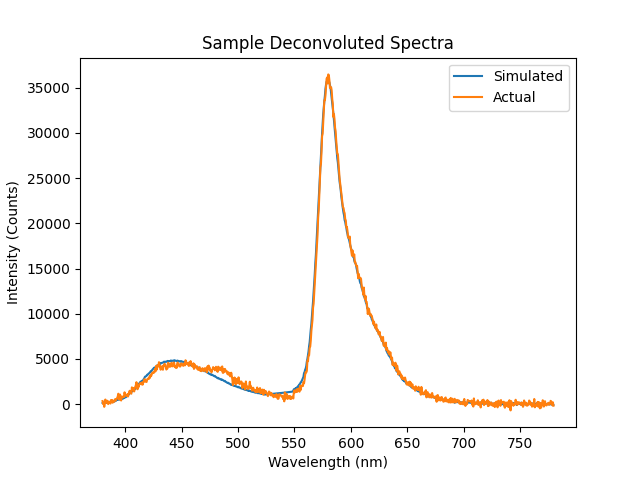 Sample Deconvoluted Spectra
Simulated
Actual
Intensity (Counts)
35000
30000
25000
20000
15000
10000
5000
0
400 450 500 550 600 650 700 750
Wavelength (nm)